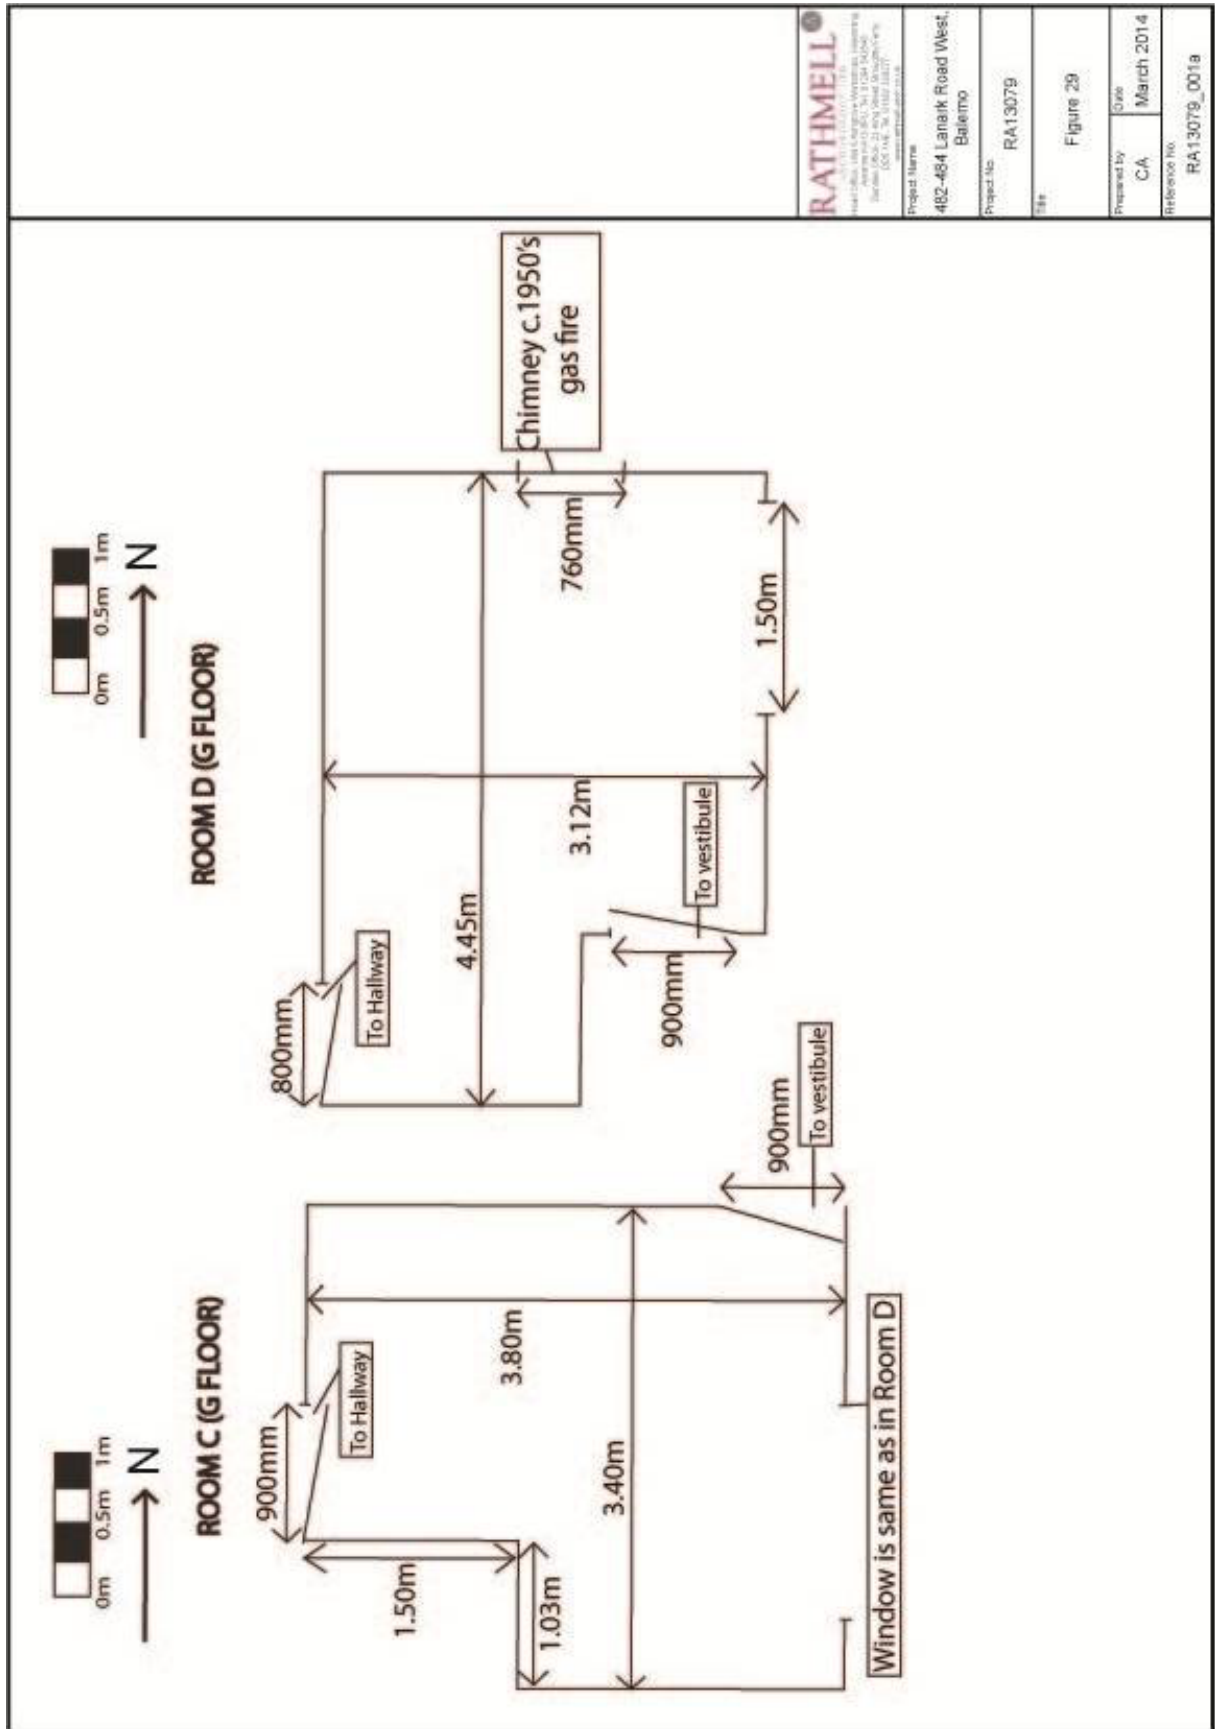 ROOM C (G FLOOR)
0m 0.5m 1m
N
900mm
To Hallway
1.50m
1.03m
3.80m
3.40m
900mm
To vestibule
Window is same as in Room D
ROOM D (G FLOOR)
0m 0.5m 1m
N
800mm
To Hallway
4.45m
3.12m
900mm
To vestibule
760mm
1.50m
Chimney c.1950's
gas fire
RATHMELL
Project Name
482-484 Lanark Road West,
Balerno
Project No.
RA13079
Title
Figure 29
Prepared by
CA
Date
March 2014
Reference No.
RA13079_001a